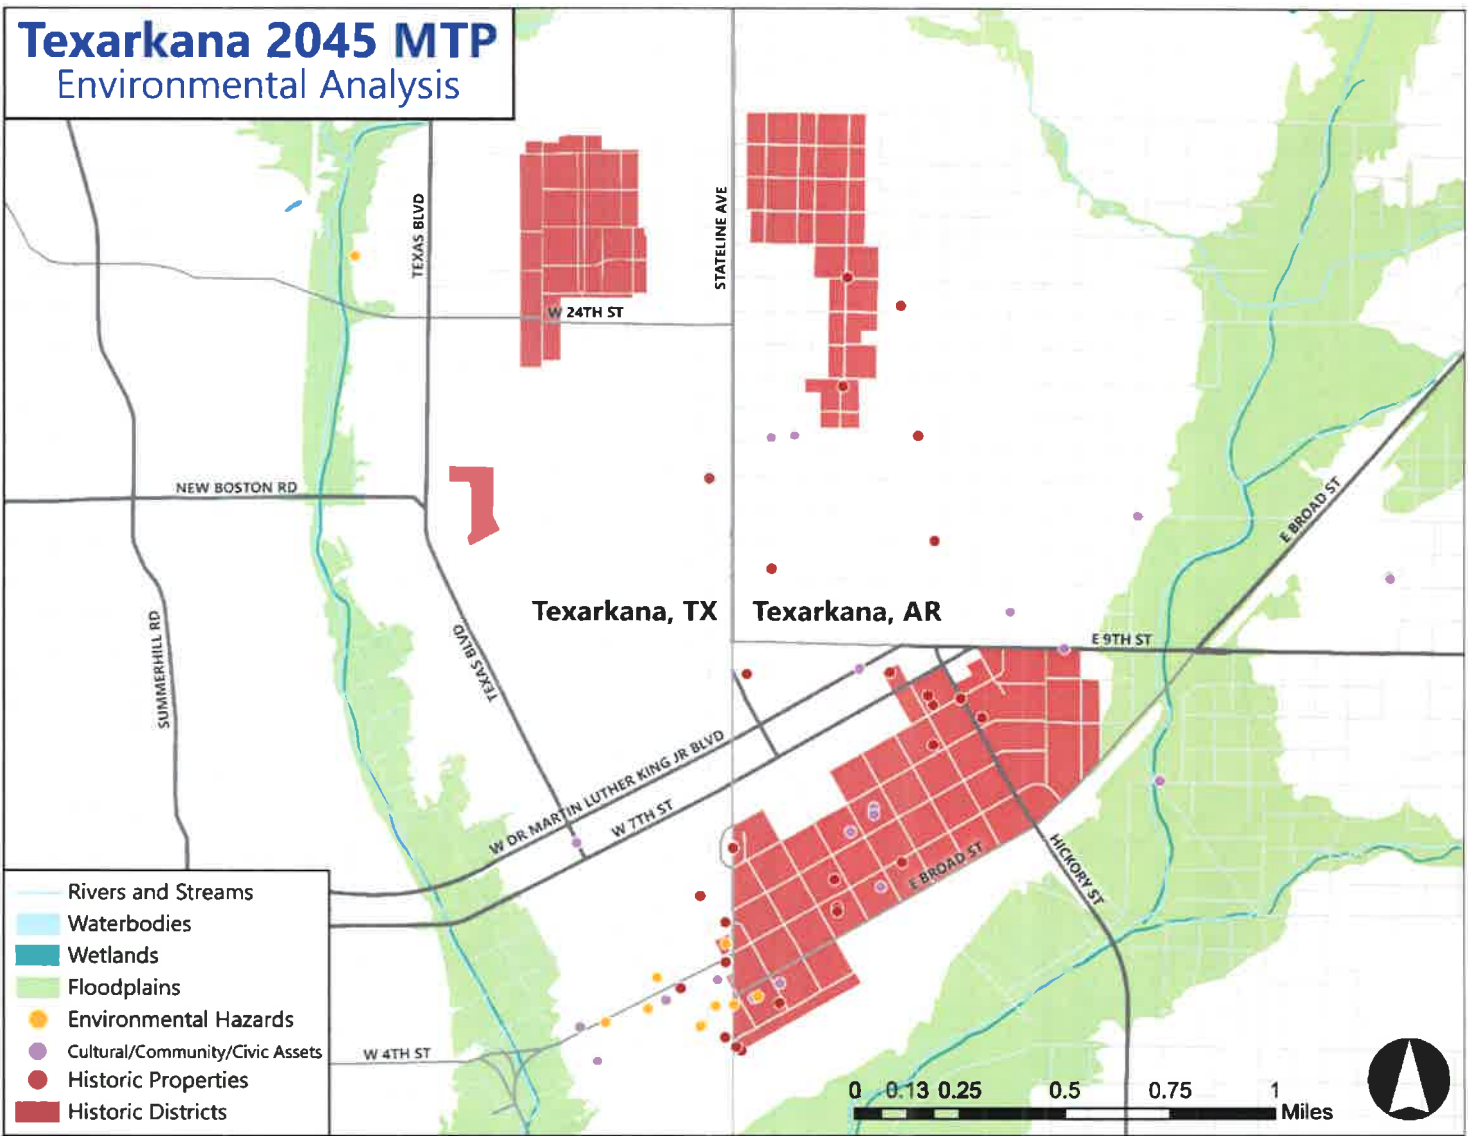 Texarkana 2045 MTP
Environmental Analysis
TEXAS BLVD
STATELINE AVE
W 24TH ST
NEW BOSTON RD
E BROAD ST
SUMMERHILL RD
TEXAS BLVD
Texarkana, TX
Texarkana, AR
E 9TH ST
W DR MARTIN LUTHER KING JR BLVD
W 7TH ST
E BROAD ST
HICKORY ST
W 4TH ST
Rivers and Streams
Waterbodies
Wetlands
Floodplains
Environmental Hazards
Cultural/Community/Civic Assets
Historic Properties
Historic Districts
0 0.13 0.25 0.5 0.75 1
Miles